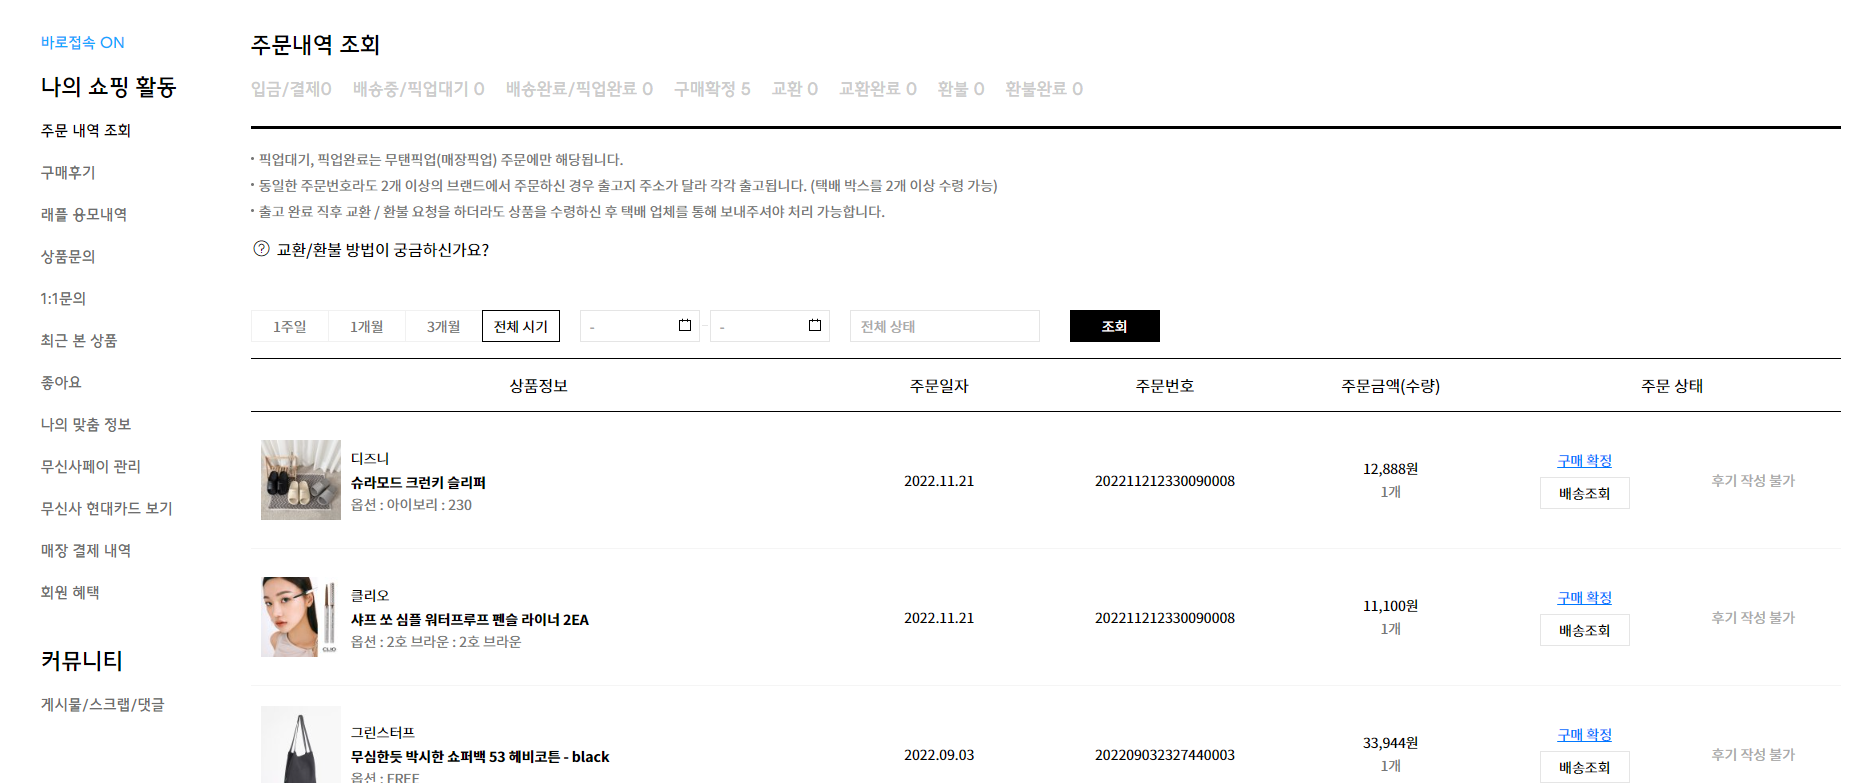 바로접속 ON
나의 쇼핑 활동
주문 내역 조회
구매후기
래플 응모내역
상품문의
1:1문의
최근 본 상품
좋아요
나의 맞춤 정보
무신사페이 관리
무신사 현대카드 보기
매장 결제 내역
회원 혜택
커뮤니티
게시물/스크랩/댓글
주문내역 조회
입금/결제0 배송중/픽업대기 0 배송완료/픽업완료 0 구매확정 5 교환 0 교환완료 0 환불 0 환불완료 0
· 픽업대기, 픽업완료는 무탠픽업(매장픽업) 주문에만 해당됩니다.
· 동일한 주문번호라도 2개 이상의 브랜드에서 주문하신 경우 출고지 주소가 달라 각각 출고됩니다. (택배 박스를 2개 이상 수령 가능)
· 출고 완료 직후 교환 / 환불 요청을 하더라도 상품을 수령하신 후 택배 업체를 통해 보내주셔야 처리 가능합니다.
? 교환/환불 방법이 궁금하신가요?
1주일 1개월 3개월 전체 시기 - - - 전체 상태 조회
상품정보 주문일자 주문번호 주문금액(수량) 주문 상태
디즈니
슈라모드 크런키 슬리퍼
옵션 : 아이보리 : 230
2022.11.21
202211212330090008
12,888원
1개
구매 확정
배송조회
후기 작성 불가
CLIO
클리오
샤프 쏘 심플 워터프루프 펜슬 라이너 2EA
옵션 : 2호 브라운 : 2호 브라운
2022.11.21
202211212330090008
11,100원
1개
구매 확정
배송조회
후기 작성 불가
그린스터프
무심한듯 박시한 쇼퍼백 53 헤비코튼 - black
옵션 : FREE
2022.09.03
202209032327440003
33,944원
1개
구매 확정
배송조회
후기 작성 불가